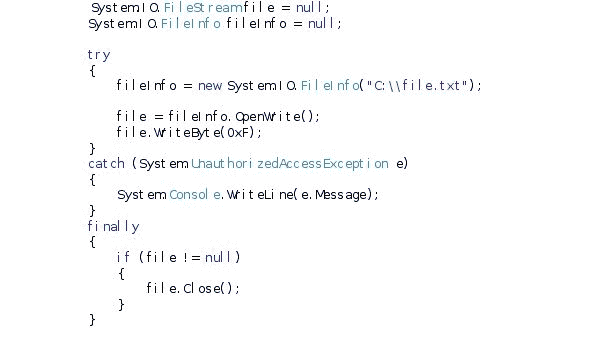 System.IO.FileStream file = null;
System.IO.FileInfo fileInfo = null;
try
{
fileInfo = new System.IO.FileInfo("C:\\file.txt");
file = fileInfo.OpenWrite();
file.WriteByte(0xF);
}
catch (System.UnauthorizedAccessException e)
{
System.Console.WriteLine(e.Message);
}
finally
{
if (file != null)
{
file.Close();
}
}